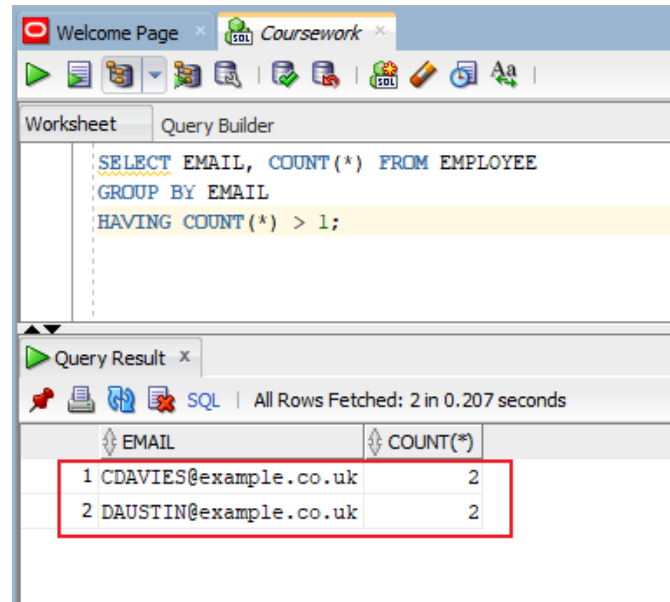 Welcome Page
Coursework
Worksheet Query Builder
SELECT EMAIL, COUNT(*) FROM EMPLOYEE
GROUP BY EMAIL
HAVING COUNT(*) > 1;
Query Result x
SQL | All Rows Fetched: 2 in 0.207 seconds
EMAIL COUNT(*)
1 CDAVIES@example.co.uk 2
2 DAUSTIN@example.co.uk 2